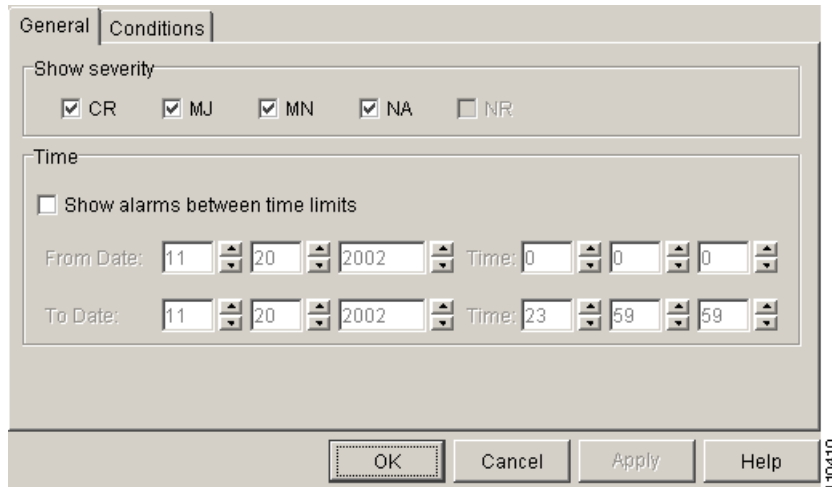 General Conditions
Show severity
CR MJ MN NA NR
Time
Show alarms between time limits
From Date: 11 20 2002 Time: 0 0 0
To Date: 11 20 2002 Time: 23 59 59
OK Cancel Apply Help